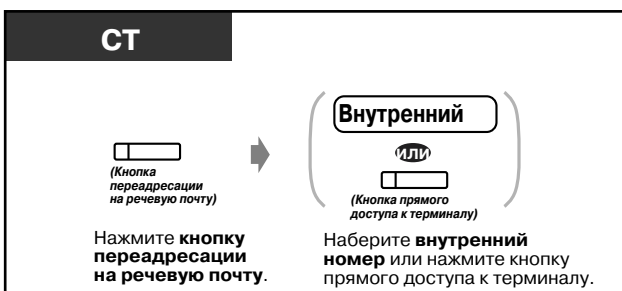 СТ
Внутренний
или
(Кнопка
переадресации
на речевую почту)
(Кнопка прямого
доступа к терминалу)
Нажмите кнопку
переадресации
на речевую почту.
Наберите внутренний
номер или нажмите кнопку
прямого доступа к терминалу.